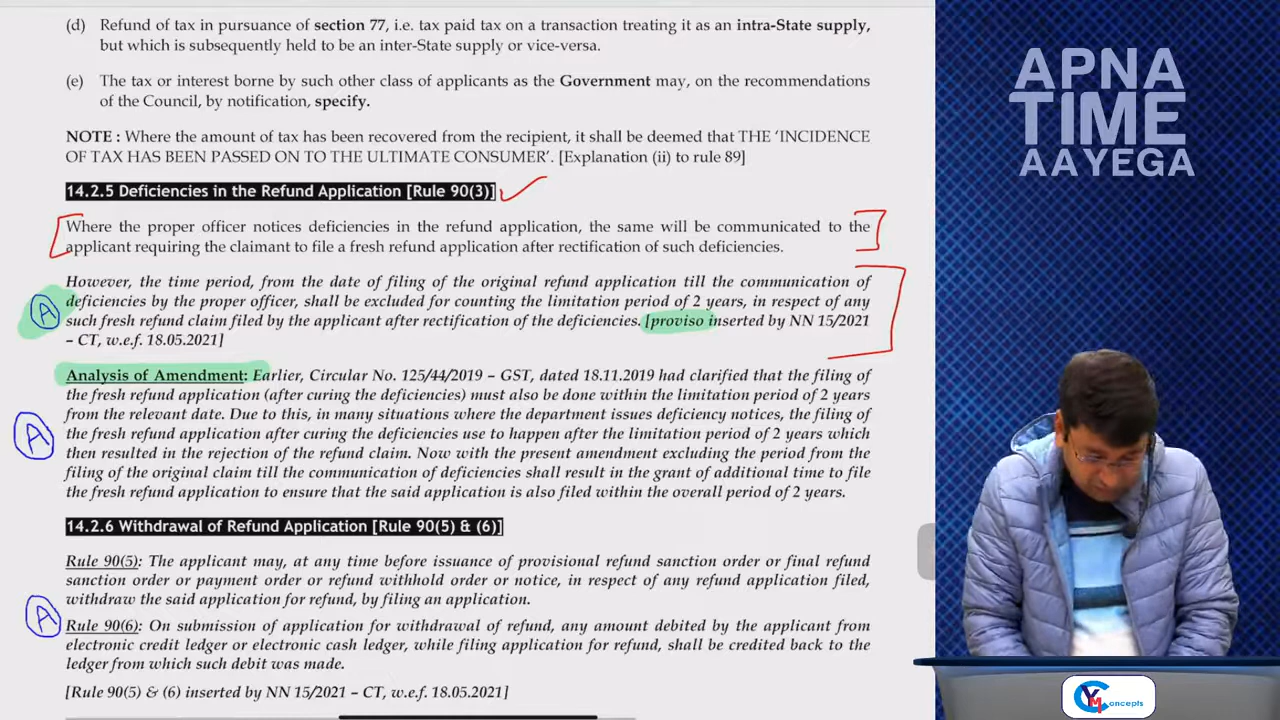 (d) Refund of tax in pursuance of section 77, i.e. tax paid tax on a transaction treating it as an intra-State supply,
but which is subsequently held to be an inter-State supply or vice-versa.
(e) The tax or interest borne by such other class of applicants as the Government may, on the recommendations
of the Council, by notification, specify.
NOTE : Where the amount of tax has been recovered from the recipient, it shall be deemed that THE 'INCIDENCE
OF TAX HAS BEEN PASSED ON TO THE ULTIMATE CONSUMER'. [Explanation (ii) to rule 89]
14.2.5 Deficiencies in the Refund Application [Rule 90(3)]
Where the proper officer notices deficiencies in the refund application, the same will be communicated to the
applicant requiring the claimant to file a fresh refund application after rectification of such deficiencies.
However, the time period, from the date of filing of the original refund application till the communication of
A
deficiencies by the proper officer, shall be excluded for counting the limitation period of 2 years, in respect of any
such fresh refund claim filed by the applicant after rectification of the deficiencies. [proviso inserted by NN 15/2021
– CT, w.e.f. 18.05.2021]
Analysis of Amendment: Earlier, Circular No. 125/44/2019 – GST, dated 18.11.2019 had clarified that the filing of
the fresh refund application (after curing the deficiencies) must also be done within the limitation period of 2 years
from the relevant date. Due to this, in many situations where the department issues deficiency notices, the filing of
A
the fresh refund application after curing the deficiencies use to happen after the limitation period of 2 years which
then resulted in the rejection of the refund claim. Now with the present amendment excluding the period from the
filing of the original claim till the communication of deficiencies shall result in the grant of additional time to file
the fresh refund application to ensure that the said application is also filed within the overall period of 2 years.
14.2.6 Withdrawal of Refund Application [Rule 90(5) & (6)]
Rule 90(5): The applicant may, at any time before issuance of provisional refund sanction order or final refund
sanction order or payment order or refund withhold order or notice, in respect of any refund application filed,
withdraw the said application for refund, by filing an application.
A
Rule 90(6): On submission of application for withdrawal of refund, any amount debited by the applicant from
electronic credit ledger or electronic cash ledger, while filing application for refund, shall be credited back to the
ledger from which such debit was made.
[Rule 90(5) & (6) inserted by NN 15/2021 – CT, w.e.f. 18.05.2021]
APNA
TIME
AAYEGA
YM
Concepts